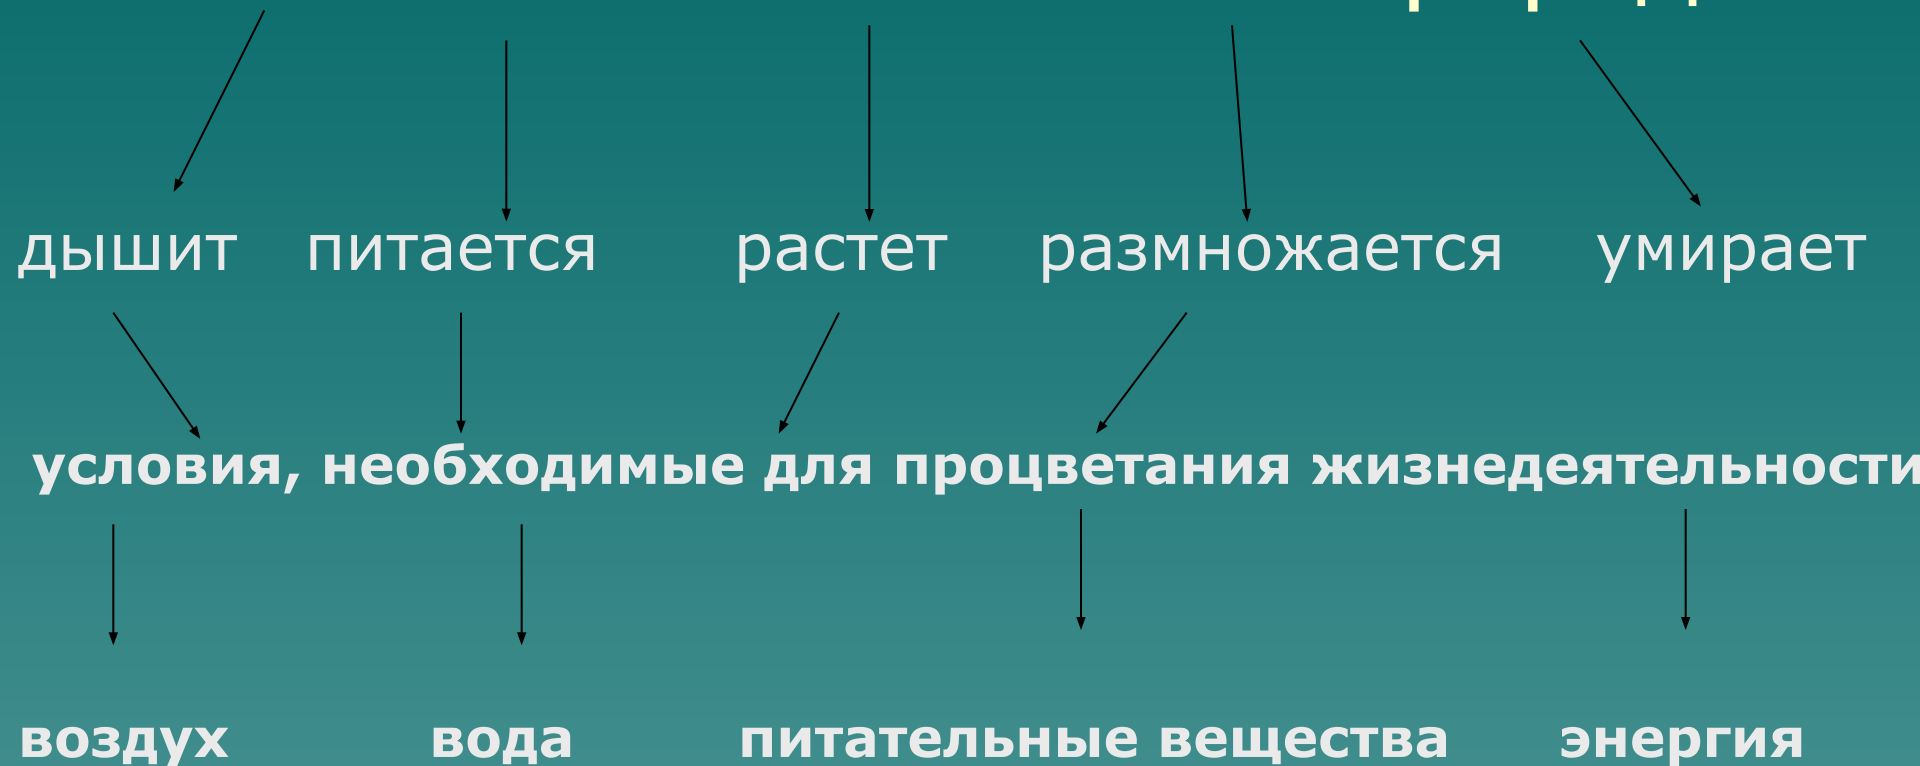 дышит питается растет размножается умирает
условия, необходимые для процветания жизнедеятельности
воздух вода питательные вещества энергия